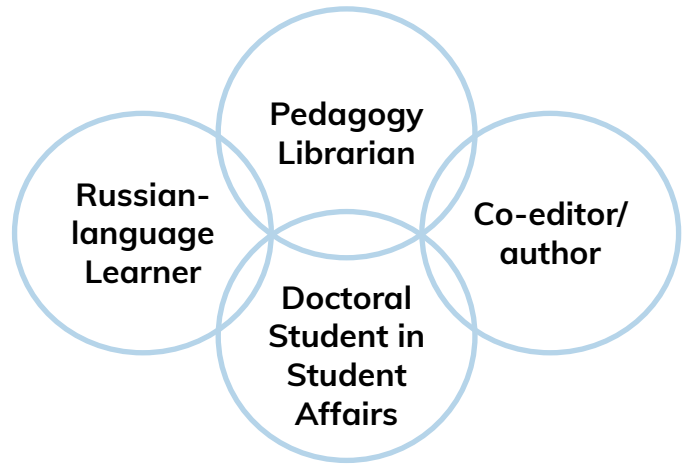 Pedagogy
Librarian
Russian-
language
Learner
Co-editor/
author
Doctoral
Student in
Student
Affairs